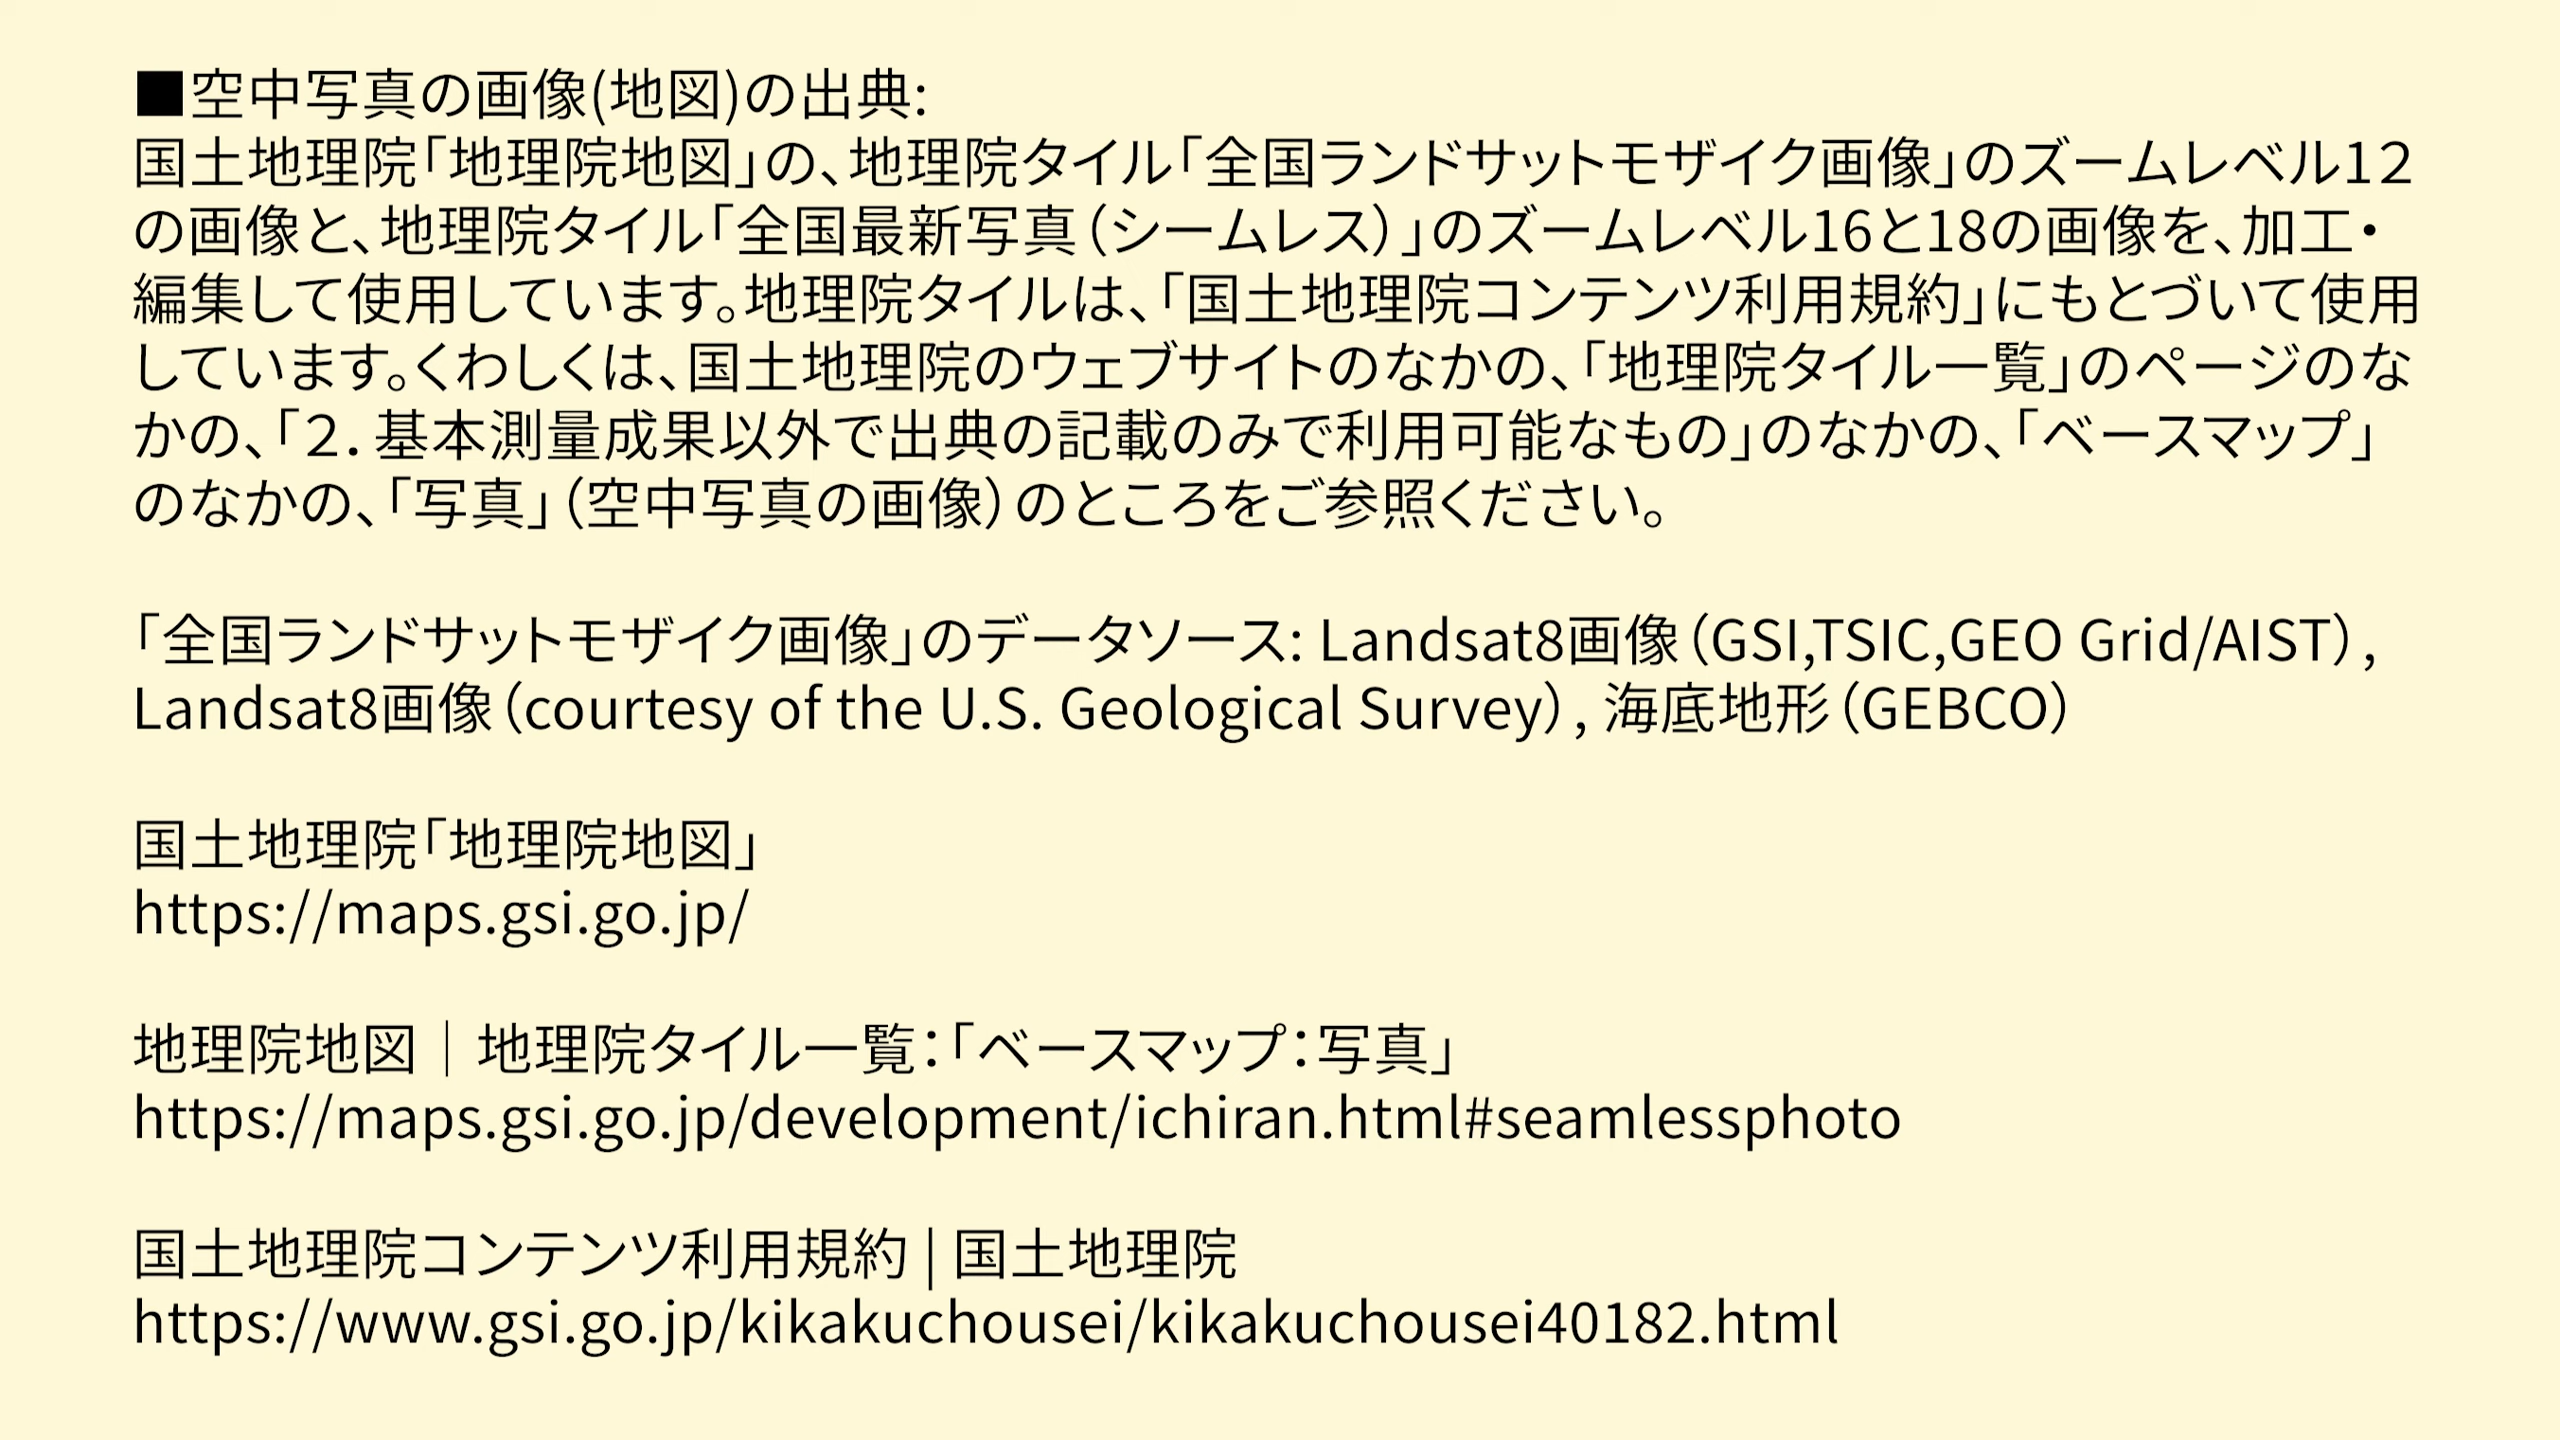 ■空中写真の画像(地図)の出典:
国土地理院「地理院地図」の、地理院タイル「全国ランドサットモザイク画像」のズームレベル12
の画像と、地理院タイル「全国最新写真（シームレス）」のズームレベル16と18の画像を、加工・
編集して使用しています。地理院タイルは、「国土地理院コンテンツ利用規約」にもとづいて使用
しています。くわしくは、国土地理院のウェブサイトのなかの、「地理院タイル一覧」のページのな
かの、「２．基本測量成果以外で出典の記載のみで利用可能なもの」のなかの、「ベースマップ」
のなかの、「写真」（空中写真の画像）のところをご参照ください。
「全国ランドサットモザイク画像」のデータソース: Landsat8画像（GSI,TSIC,GEO Grid/AIST）,
Landsat8画像（courtesy of the U.S. Geological Survey）, 海底地形（GEBCO）
国土地理院「地理院地図」
https://maps.gsi.go.jp/
地理院地図｜地理院タイル一覧：「ベースマップ：写真」
https://maps.gsi.go.jp/development/ichiran.html#seamlessphoto
国土地理院コンテンツ利用規約 | 国土地理院
https://www.gsi.go.jp/kikakuchousei/kikakuchousei40182.html